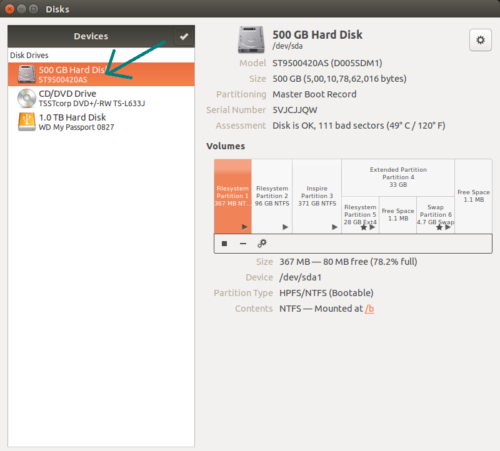 Disks
Devices
Disk Drives
500 GB Hard Disk
ST9500420AS
CD/DVD Drive
TSSTcorp DVD+/-RW TS-L633J
1.0 TB Hard Disk
WD My Passport 0827
500 GB Hard Disk
/dev/sda
Model ST9500420AS (D005SDM1)
Size 500 GB (5,00,10,78,62,016 bytes)
Partitioning Master Boot Record
Serial Number 5VJCJJQW
Assessment Disk is OK, 111 bad sectors (49° C / 120° F)
Volumes
Filesystem
Partition 1
367 MB NT...
Filesystem
Partition 2
96 GB NTFS
Inspire
Partition 3
371 GB NTFS
Extended Partition
Partition 4
33 GB
Filesystem
Partition 5
28 GB Ext4
Free Space
1.1 MB
Swap
Partition 6
4.7 GB Swap
Free Space
1.1 MB
Size 367 MB — 80 MB free (78.2% full)
Device /dev/sda1
Partition Type HPFS/NTFS (Bootable)
Contents NTFS — Mounted at /b